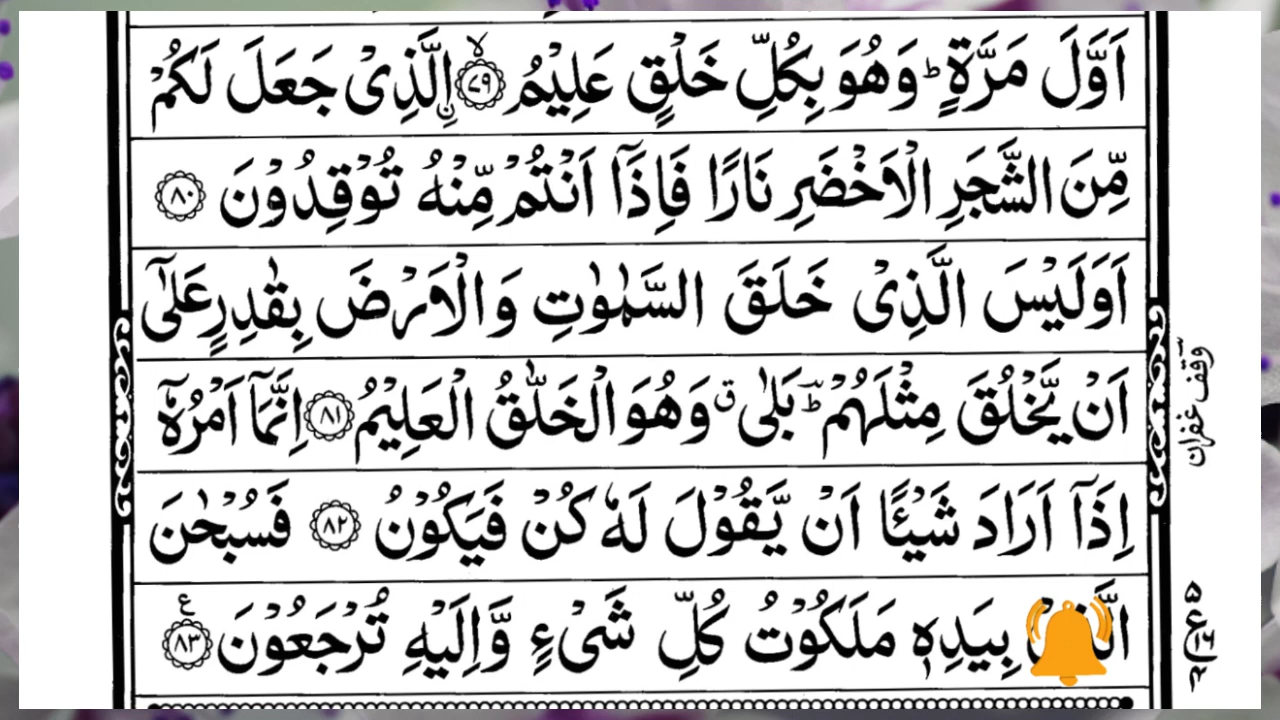 اَوَّلَ مَرَّةٍ ؕ وَهُوَ بِكُلِّ خَلْقٍ عَلِيْمُ ۙ﴿۷۹﴾ اۨلَّذِیْ جَعَلَ لَكُمْ
مِّنَ الشَّجَرِ الْاَخْضَرِ نَارًا فَاِذَاۤ اَنْتُمْ مِّنْهُ تُوْقِدُوْنَ ﴿۸۰﴾
اَوَلَيْسَ الَّذِیْ خَلَقَ السَّمٰوٰتِ وَالْاَرْضَ بِقٰدِرٍ عَلٰۤی
اَنْ يَّخْلُقَ مِثْلَهُمْ ؕ بَلٰی ق وَهُوَ الْخَلّٰقُ الْعَلِيْمُ ﴿۸۱﴾ اِنَّمَاۤ اَمْرُهٗۤ
اِذَاۤ اَرَادَ شَيْـًٔا اَنْ يَّقُوْلَ لَهٗ كُنْ فَيَكُوْنُ ﴿۸۲﴾ فَسُبْحٰنَ
بِيَدِهٖ مَلَكُوْتُ كُلِّ شَیْءٍ وَّاِلَيْهِ تُرْجَعُوْنَ ﴿۸۳﴾ ع
وقف غفران